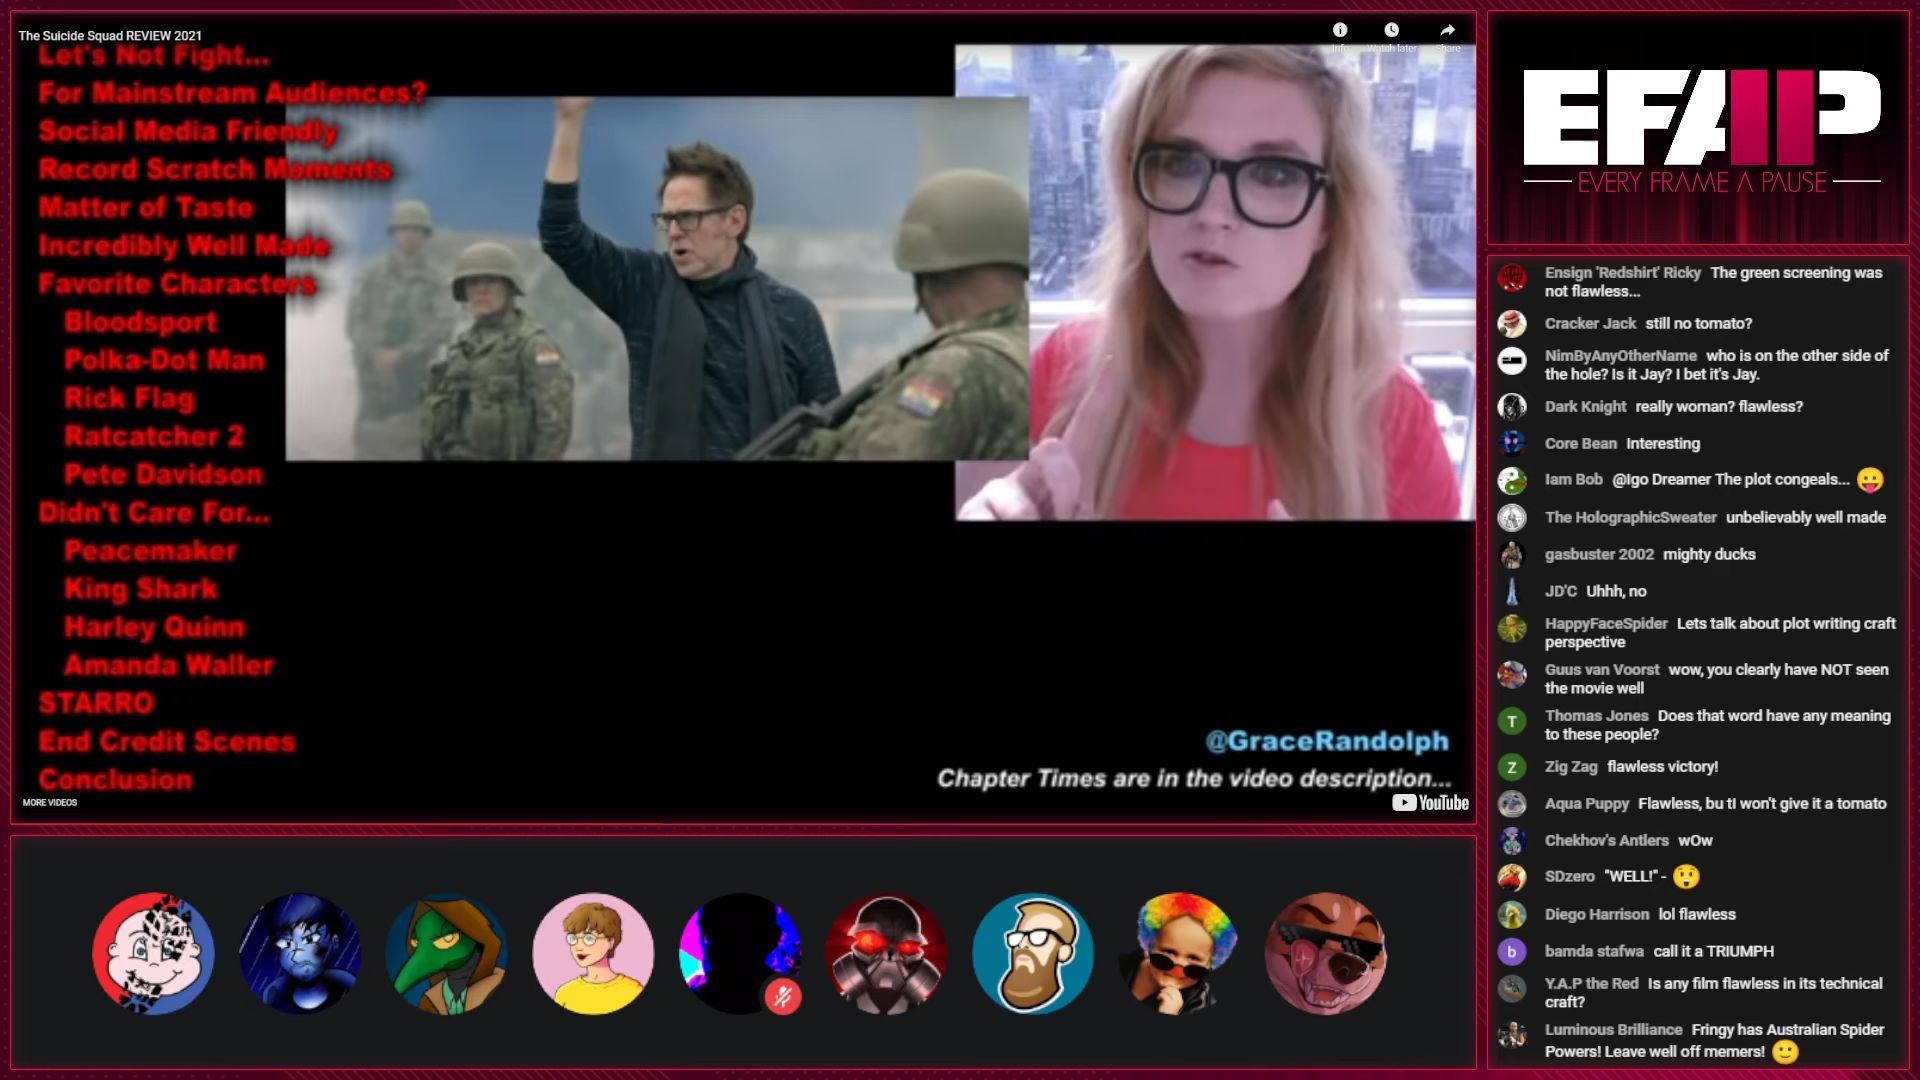 The Suicide Squad REVIEW 2021
Info
Watch later
Share
Let's Not Fight...
For Mainstream Audiences?
Social Media Friendly
Record Scratch Moments
Matter of Taste
Incredibly Well Made
Favorite Characters
Bloodsport
Polka-Dot Man
Rick Flag
Ratcatcher 2
Pete Davidson
Didn't Care For...
Peacemaker
King Shark
Harley Quinn
Amanda Waller
STARRO
End Credit Scenes
Conclusion
MORE VIDEOS
@GraceRandolph
Chapter Times are in the video description...
YouTube
EFAP
EVERY FRAME A PAUSE
Ensign 'Redshirt' Ricky The green screening was
not flawless...
Cracker Jack still no tomato?
NimByAnyOtherName who is on the other side of
the hole? Is it Jay? I bet it's Jay.
Dark Knight really woman? flawless?
Core Bean Interesting
Iam Bob @Igo Dreamer The plot congeals...
The HolographicSweater unbelievably well made
gasbuster 2002 mighty ducks
JD'C Uhhh, no
HappyFaceSpider Lets talk about plot writing craft
perspective
Guus van Voorst wow, you clearly have NOT seen
the movie well
T
Thomas Jones Does that word have any meaning
to these people?
Z
Zig Zag flawless victory!
Aqua Puppy Flawless, bu tI won't give it a tomato
Chekhov's Antlers wOw
SDzero "WELL!" -
Diego Harrison lol flawless
b
bamda stafwa call it a TRIUMPH
Y.A.P the Red Is any film flawless in its technical
craft?
Luminous Brilliance Fringy has Australian Spider
Powers! Leave well off memers!